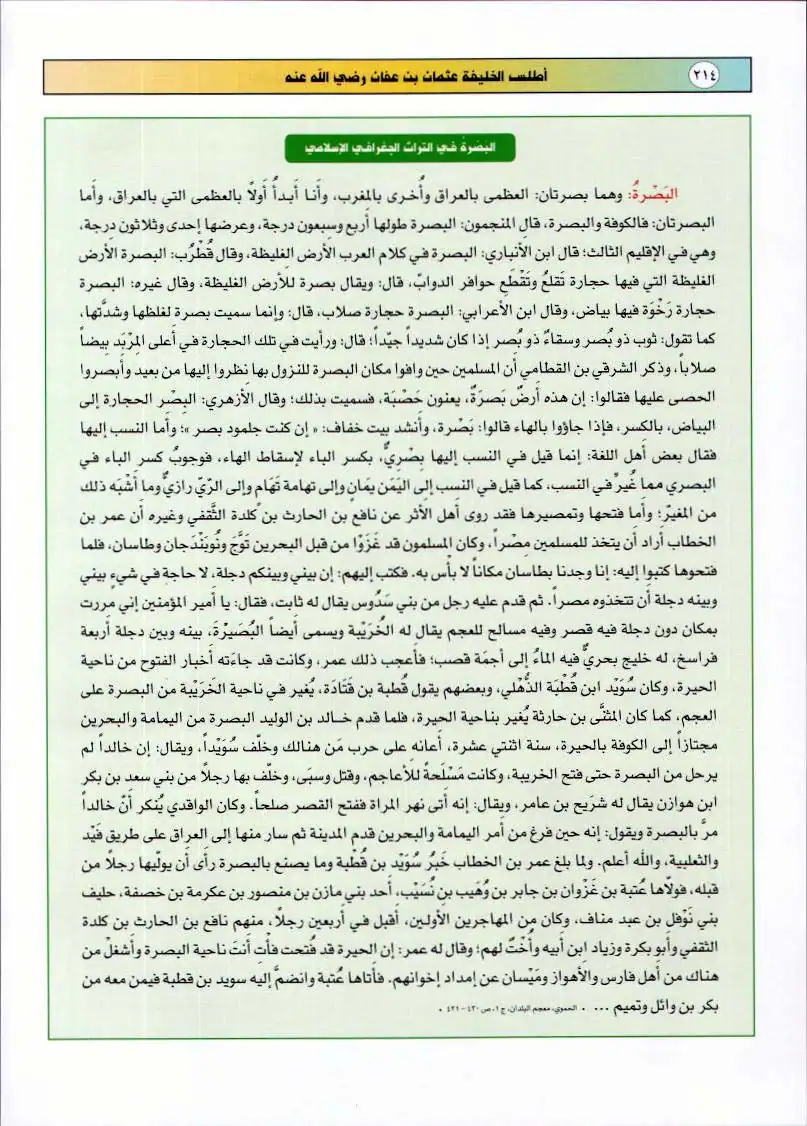 أطلس الخليفة عثمان بن عفان رضي الله عنه
٢١٤
البصرة في التراث الجغرافي الإسلامي
البَصْرةُ: وهما بصرتان: العظمى بالعراق وأُخرى بالمغرب، وأنا أبدأُ أولاً بالعظمى التي بالعراق، وأما
البصرتان: فالكوفة والبصرة، قال المنجمون: البصرة طولها أربع وسبعون درجة، وعرضها إحدى وثلاثون درجة،
وهي في الإقليم الثالث؛ قال ابن الأنباري: البصرة في كلام العرب الأرض الغليظة، وقال قُطْرُب: البصرة الأرض
الغليظة التي فيها حجارة تَقلَعُ وتَقْطَع حوافر الدوابّ، قال: ويقال بصرة للأرض الغليظة، وقال غيره: البصرة
حجارة رَخْوَة فيها بياض، وقال ابن الأعرابي: البصرة حجارة صلاب، قال: وإنما سميت بصرة لغلظها وشدَّتها،
كما تقول: ثوب ذو بُصر وسقاءُ ذو بُصر إذا كان شديداً جيّداً؛ قال: ورأيت في تلك الحجارة في أعلى المِرْبَد بيضاً
صلاباً، وذكر الشرقي بن القطامي أن المسلمين حين وافوا مكان البصرة للنزول بها نظروا إليها من بعيد وأبصروا
الحصى عليها فقالوا: إن هذه أرضٌ بَصرَةٌ، يعنون حَصْبَة، فسميت بذلك؛ وقال الأزهري: البصْر الحجارة إلى
البياض، بالكسر، فإذا جاؤوا بالهاء قالوا: بَصْرة، وأنشد بيت خفاف: « إن كنت جلمود بصر »؛ وأما النسب إليها
فقال بعض أهل اللغة: إنما قيل في النسب إليها بِصْرِيٌّ، بكسر الباء لإسقاط الهاء، فوجوبُ كسر الباء في
البصري مما غُيرِّ في النسب، كما قيل في النسب إلى اليَمَن يمَانٍ وإلى تهامة تَهَامٍ وإلى الرّيّ رازيٌّ وما أشْبَه ذلك
من المغيّر؛ وأما فتحها وتمصيرها فقد روى أهل الأثر عن نافع بن الحارث بن كلدة الثَّقفي وغيره أن عمر بن
الخطاب أراد أن يتخذ للمسلمين مصْراً، وكان المسلمون قد غَزَوْا من قبل البحرين تَوَّجَ ونُوبَنْدَجان وطاسان، فلما
فتحوها كتبوا إليه: إنا وجدنا بطاسان مكاناً لا بأس به. فكتب إليهم: إن بيني وبينكم دجلة، لا حاجة في شيءٍ بيني
وبينه دجلة أن تتخذوه مصراً. ثم قدم عليه رجل من بني سَدُوس يقال له ثابت، فقال: يا أمير المؤمنين إني مررت
بمكان دون دجلة فيه قصر وفيه مسالح للعجم يقال له الخُرَيْبة ويسمى أيضاً البُصَيْرةَ، بينه وبين دجلة أربعة
فراسخ، له خليج بحريٌّ فيه الماءُ إلى أجمَة قصب؛ فأعجب ذلك عمر، وكانت قد جاءته أخبار الفتوح من ناحية
الحيرة، وكان سُوَيْد ابن قُطْبَة الذُّهْلي، وبعضهم يقول قُطبة بن قَتَادَة، يُغير في ناحية الخَرَيْبة من البصرة على
العجم، كما كان المثنَّى بن حارثة يُغير بناحية الحيرة، فلما قدم خالد بن الوليد البصرة من اليمامة والبحرين
مجتازاً إلى الكوفة بالحيرة، سنة اثنتي عشرة، أعانه على حرب مَن هنالك وخلّف سُوَيْداً، ويقال: إن خالداً لم
يرحل من البصرة حتى فتح الخريبة، وكانت مَسْلَحةً للأعاجم، وقتل وسبَى، وخلّف بها رجلاً من بني سعد بن بكر
ابن هوازن يقال له شرَيح بن عامر، ويقال: إنه أتى نهر المراة ففتح القصر صلحاً. وكان الواقدي يُنكر أنّ خالداً
مرَّ بالبصرة ويقول: إنه حين فرغ من أمر اليمامة والبحرين قدم المدينة ثم سار منها إلى العراق على طريق فَيْد
والثعلبية، والله أعلم. ولما بلغ عمر بن الخطاب خَبرُ سُوَيْد بن قُطْبة وما يصنع بالبصرة رأى أن يولّيها رجلاً من
قبله، فولّاها عُتبة بن غَزْوان بن جابر بن وُهَيب بن نُسَيْب، أحد بني مازن بن منصور بن عكرمة بن خصفة، حليف
بني نَوْفل بن عبد مناف، وكان من المهاجرين الأولين، أقبل في أربعين رجلاً، منهم نافع بن الحارث بن كلدة
الثقفي وأبو بكرة وزياد ابن أبيه وأختٌ لهم؛ وقال له عمر: إن الحيرة قد فُتحت فأْت أنتَ ناحية البصرة وأشغلْ من
هناك من أهل فارس والأهواز ومَيْسان عن إمداد إخوانهم. فأتاها عُتبة وانضمَّ إليه سويد بن قطبة فيمن معه من
بكر بن وائل وتميم ... . الحموي، معجم البلدان، ج ١، ص ٤٣٠ - ٤٣١ .